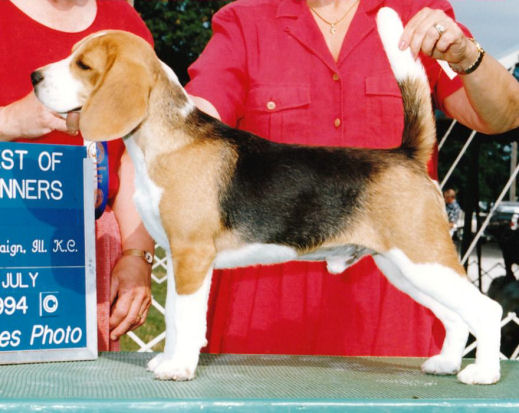 ST OF
NNERS
aign, Ill. K.C.
JULY
994 ©
es Photo